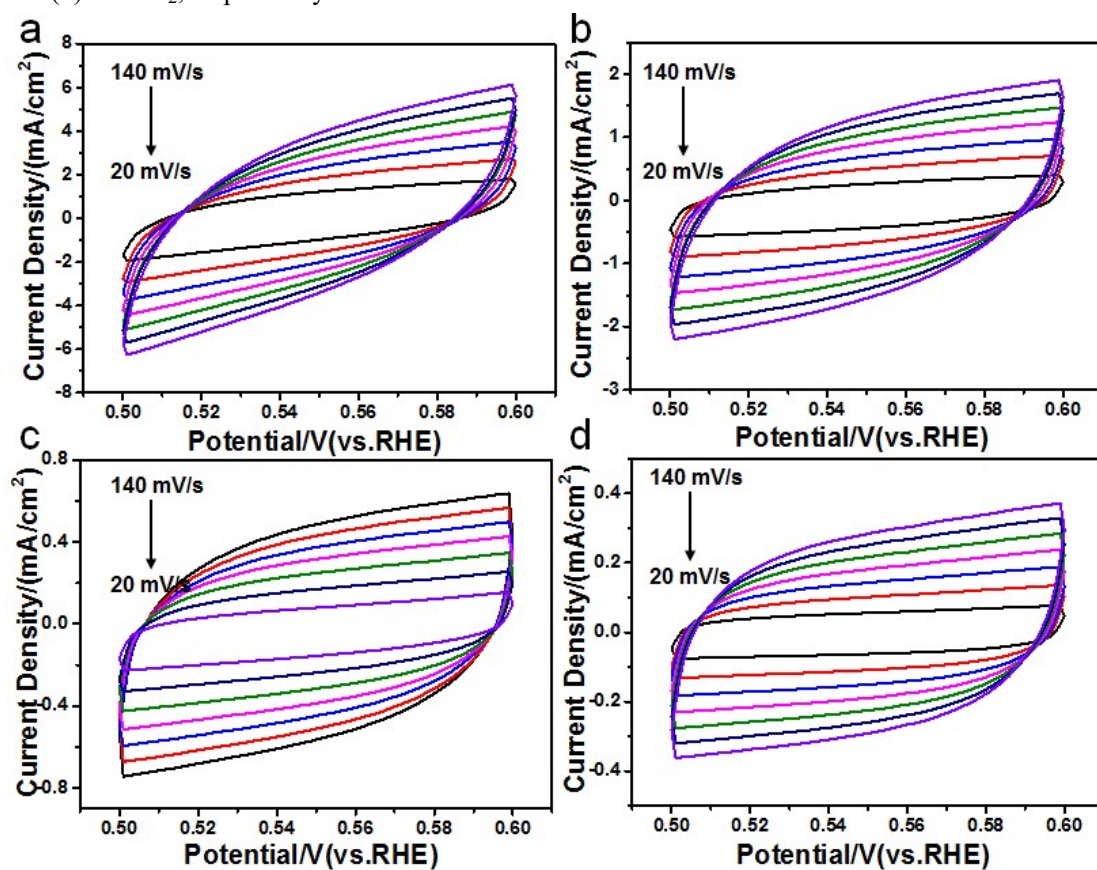 a
b
8
6
4
2
0
-2
-4
-6
-8
140 mV/s
20 mV/s
Current Density/(mA/cm²)
0.50 0.52 0.54 0.56 0.58 0.60
Potential/V(vs.RHE)
2
1
0
-1
-2
-3
140 mV/s
20 mV/s
Current Density/(mA/cm²)
0.50 0.52 0.54 0.56 0.58 0.60
Potential/V(vs.RHE)
c
d
0.8
0.4
0.0
-0.4
-0.8
140 mV/s
20 mV/s
Current Density/(mA/cm²)
0.50 0.52 0.54 0.56 0.58 0.60
Potential/V(vs.RHE)
0.4
0.2
0.0
-0.2
-0.4
140 mV/s
20 mV/s
Current Density/(mA/cm²)
0.50 0.52 0.54 0.56 0.58 0.60
Potential/V(vs.RHE)